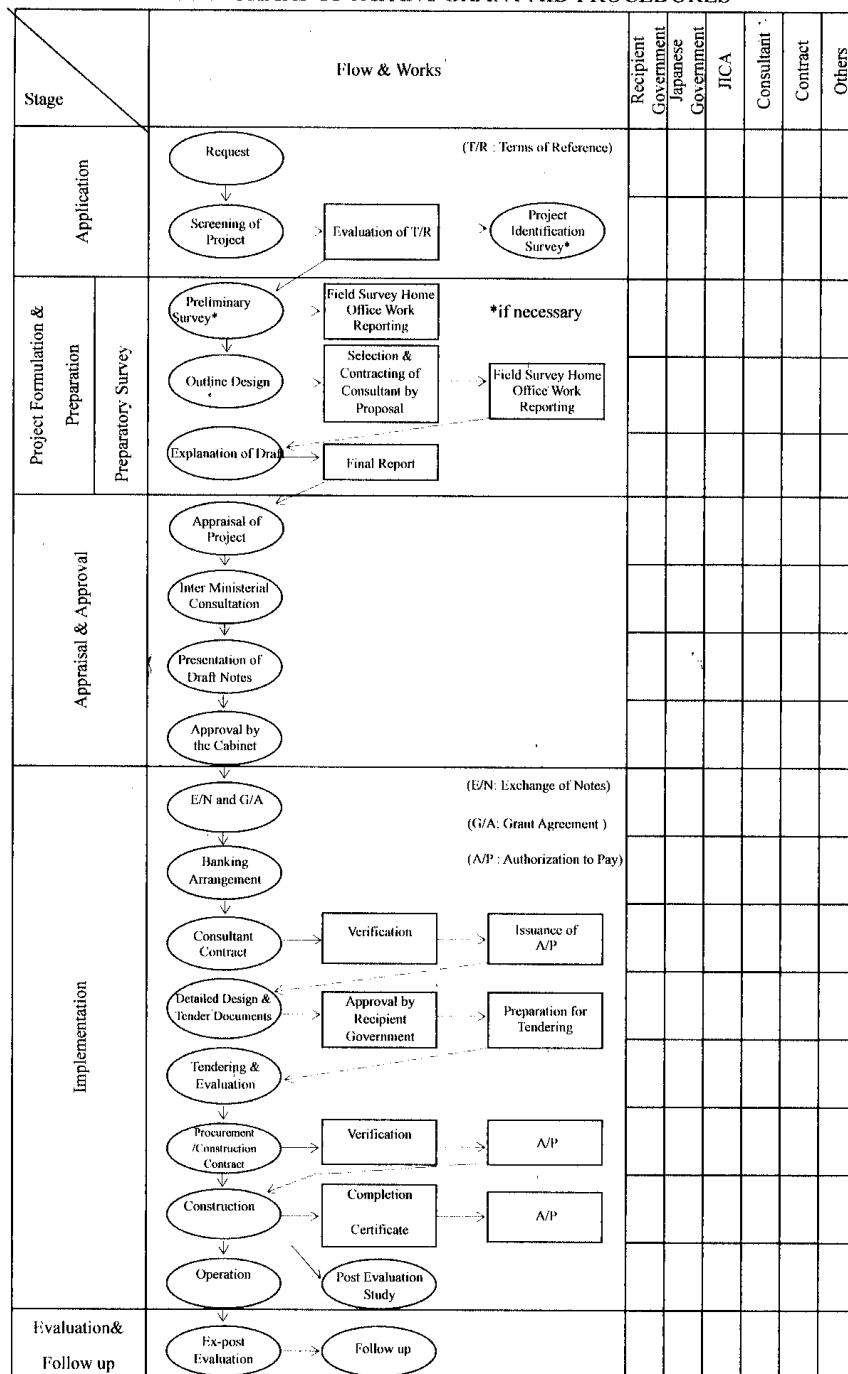 Stage
Flow & Works
Recipient
Government
Japanese
Government
JICA
Consultant
Contract
Others
Application
Request
(T/R : Terms of Reference)
Screening of
Project
Evaluation of T/R
Project
Identification
Survey*
Project Formulation &
Preparation
Preparatory Survey
Preliminary
Survey*
Field Survey Home
Office Work
Reporting
*if necessary
Outline Design
Selection &
Contracting of
Consultant by
Proposal
Field Survey Home
Office Work
Reporting
Explanation of Draft
Final Report
Appraisal & Approval
Appraisal of
Project
Inter Ministerial
Consultation
Presentation of
Draft Notes
Approval by
the Cabinet
Implementation
E/N and G/A
(E/N: Exchange of Notes)
(G/A: Grant Agreement )
(A/P : Authorization to Pay)
Banking
Arrangement
Consultant
Contract
Verification
Issuance of
A/P
Detailed Design &
Tender Documents
Approval by
Recipient
Government
Preparation for
Tendering
Tendering &
Evaluation
Procurement
/Construction
Contract
Verification
A/P
Construction
Completion
Certificate
A/P
Operation
Post Evaluation
Study
Evaluation&
Follow up
Ex-post
Evaluation
Follow up